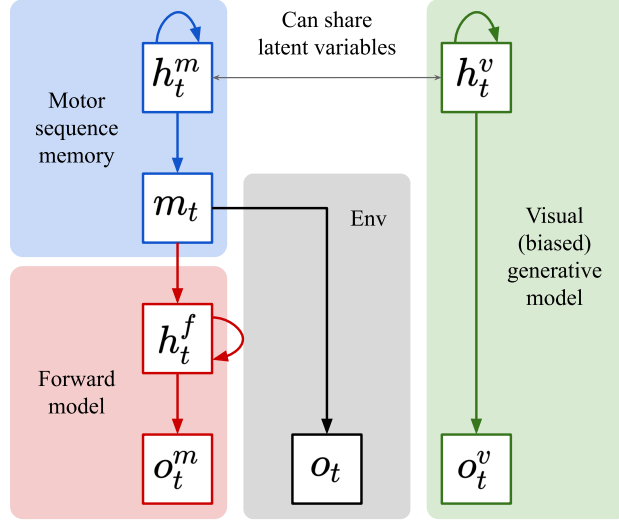 Can share
latent variables
h_t^m
h_t^v
Motor
sequence
memory
m_t
Env
Visual
(biased)
generative
model
h_t^f
Forward
model
o_t^m
o_t
o_t^v